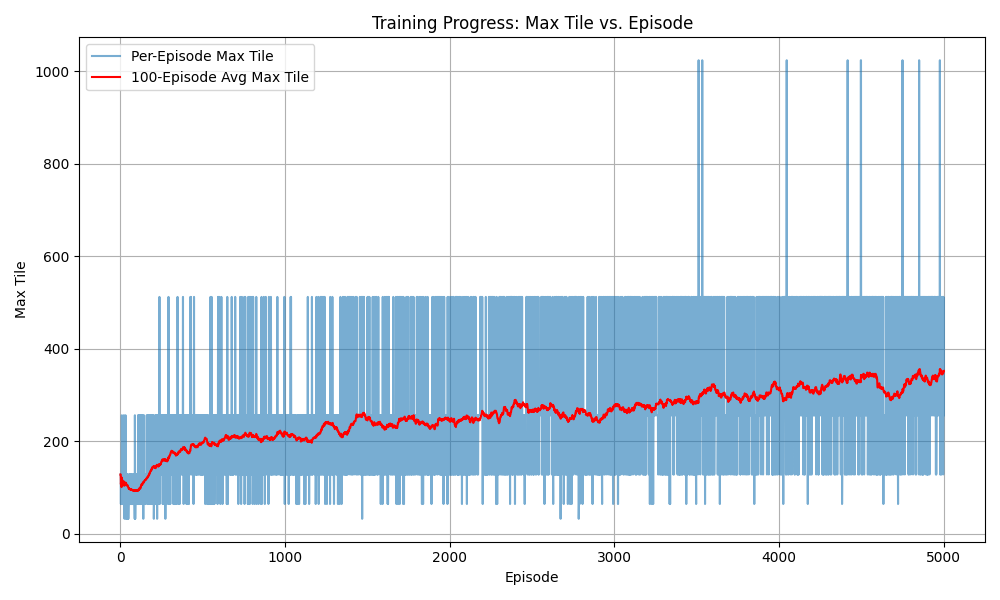 Training Progress: Max Tile vs. Episode
Per-Episode Max Tile
100-Episode Avg Max Tile
Max Tile
1000
800
600
400
200
0
0 1000 2000 3000 4000 5000
Episode